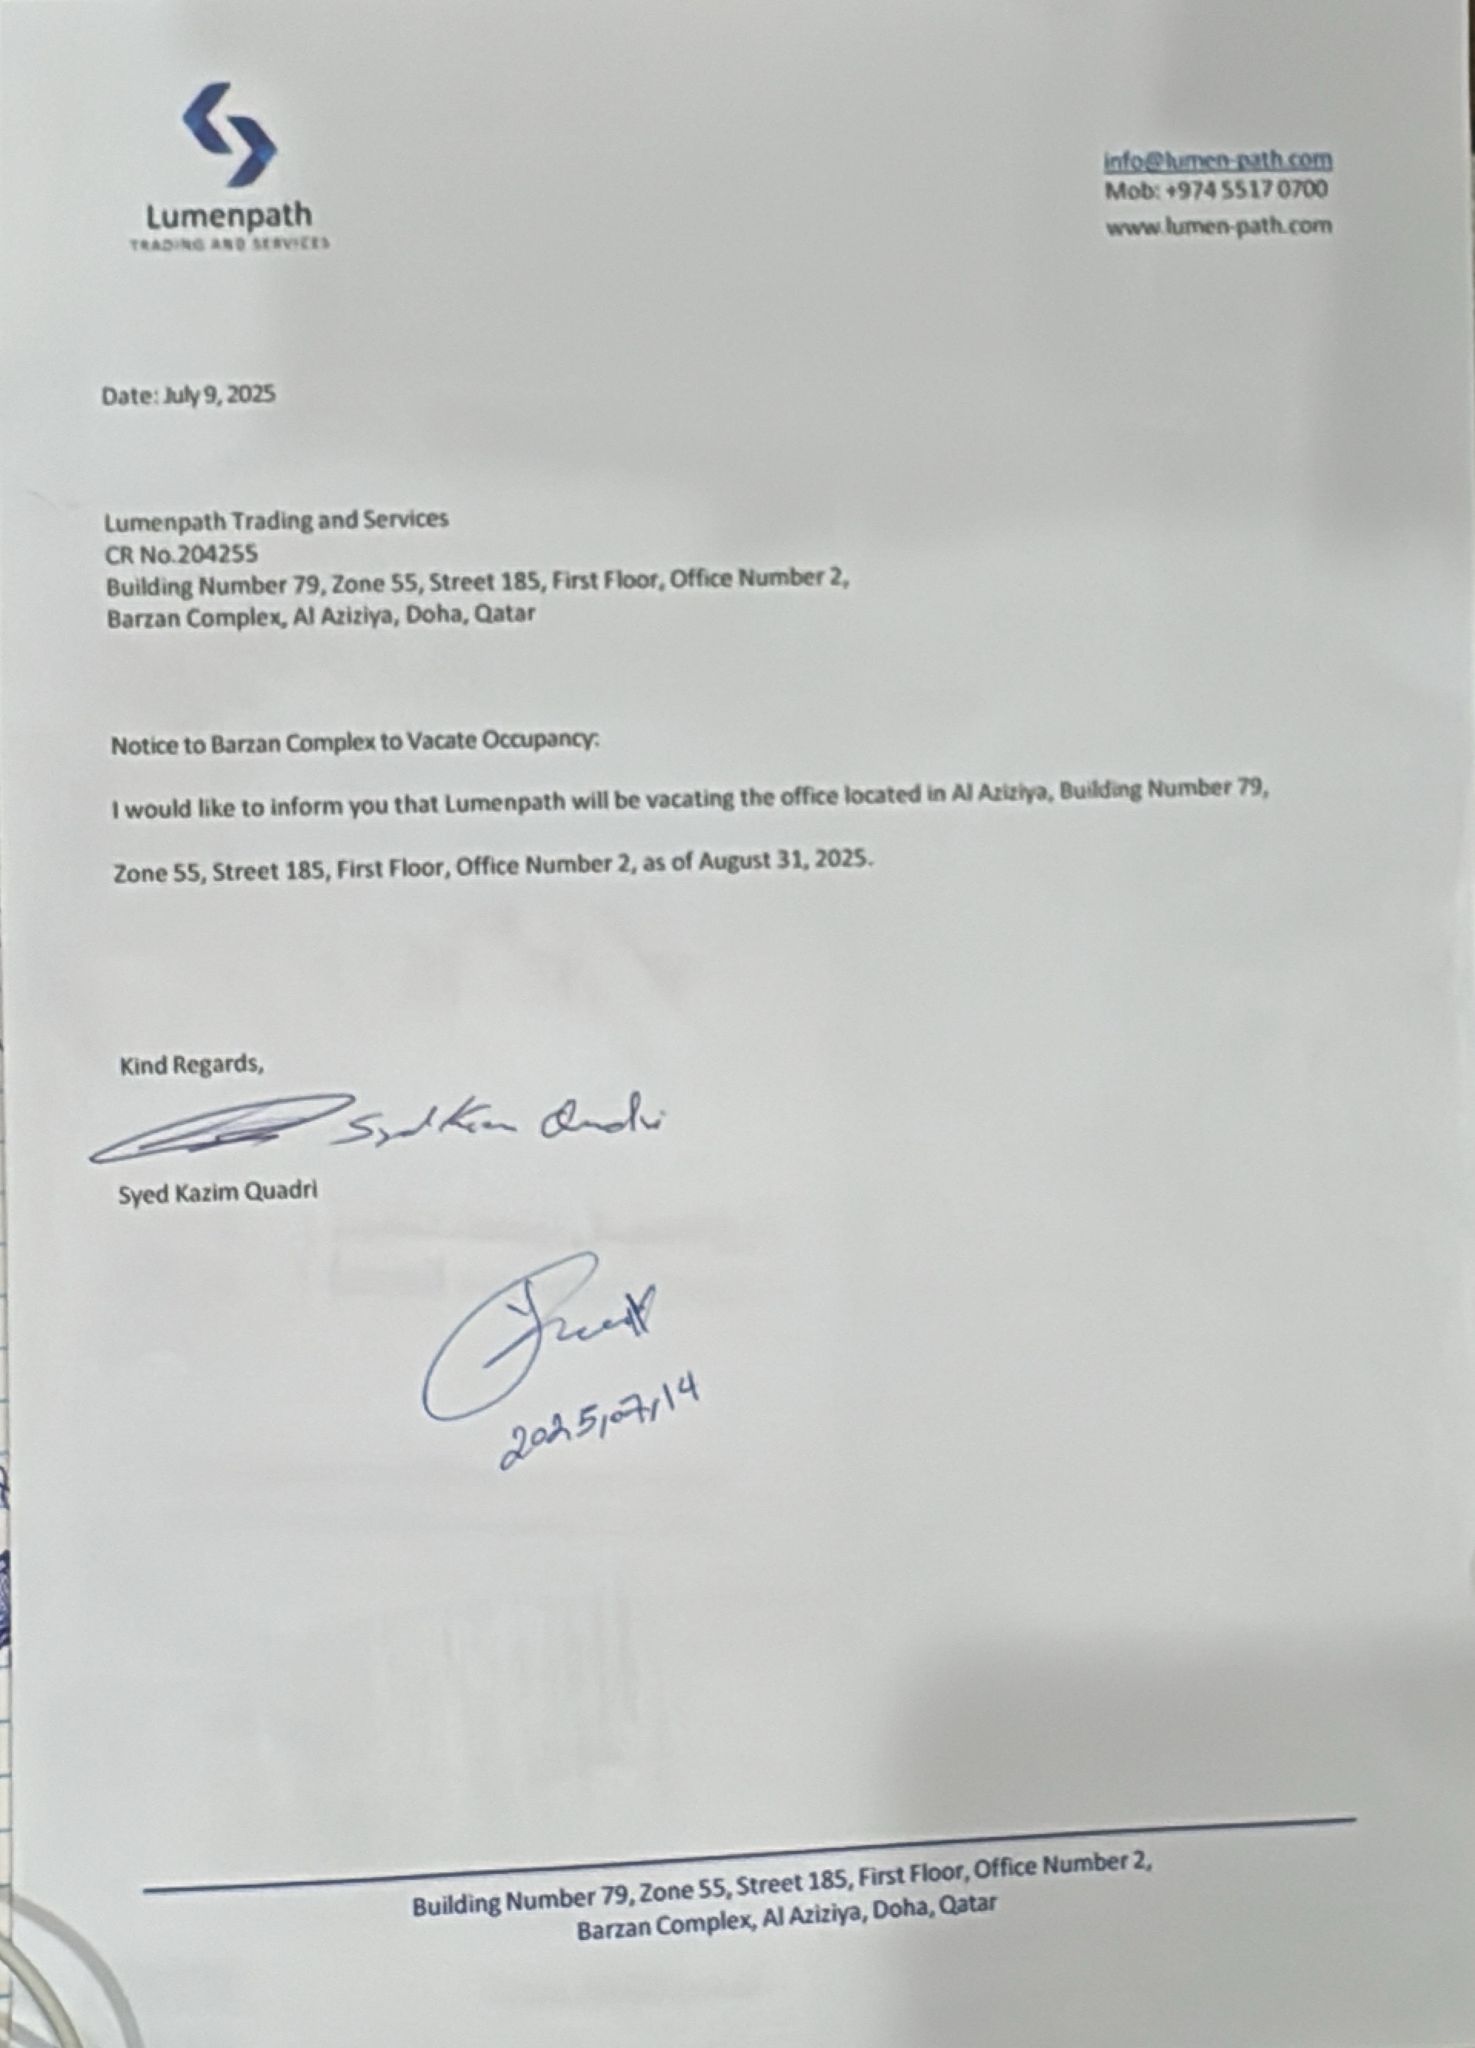 Lumenpath
TRADING AND SERVICES
info@lumen-path.com
Mob: +974 5517 0700
www.lumen-path.com
Date: July 9, 2025
Lumenpath Trading and Services
CR No.204255
Building Number 79, Zone 55, Street 185, First Floor, Office Number 2,
Barzan Complex, Al Aziziya, Doha, Qatar
Notice to Barzan Complex to Vacate Occupancy:
I would like to inform you that Lumenpath will be vacating the office located in Al Aziziya, Building Number 79,
Zone 55, Street 185, First Floor, Office Number 2, as of August 31, 2025.
Kind Regards,
Syed Kazim Quadri
2025,07,14
Building Number 79, Zone 55, Street 185, First Floor, Office Number 2,
Barzan Complex, Al Aziziya, Doha, Qatar